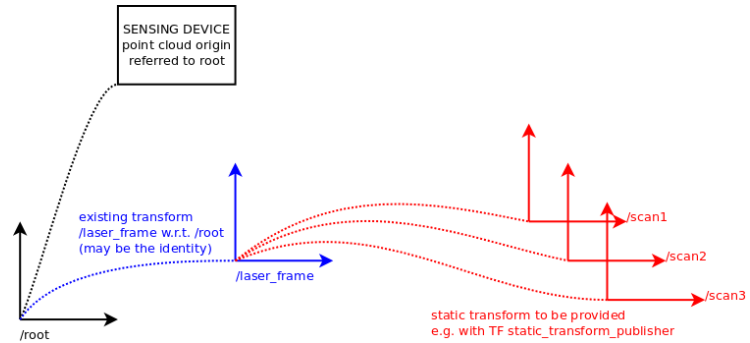 SENSING DEVICE
point cloud origin
referred to root
existing transform
/laser_frame w.r.t. /root
(may be the identity)
/scan1
/scan2
/laser_frame
/scan3
static transform to be provided
e.g. with TF static_transform_publisher
/root